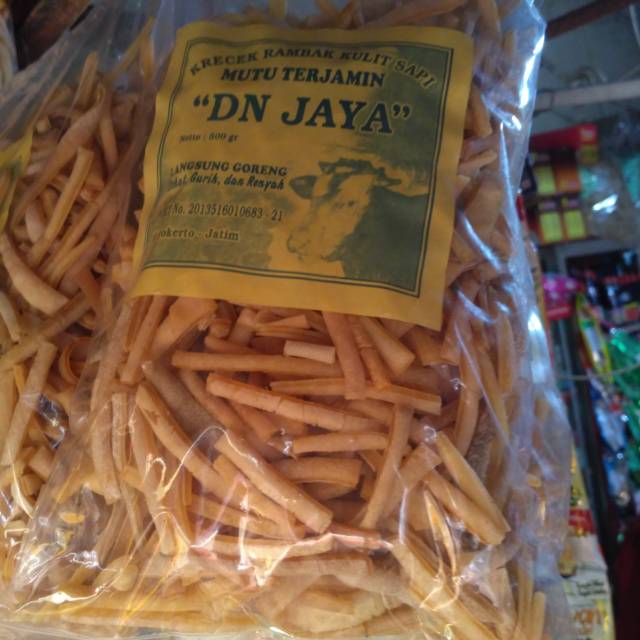 KRECEK RAMBAK KULIT SAPI
MUTU TERJAMIN
"DN JAYA"
Netto : 500 gr
LANGSUNG GORENG
Gurih, dan Renyah
No. 2013516010683 - 21
okerto - Jatim